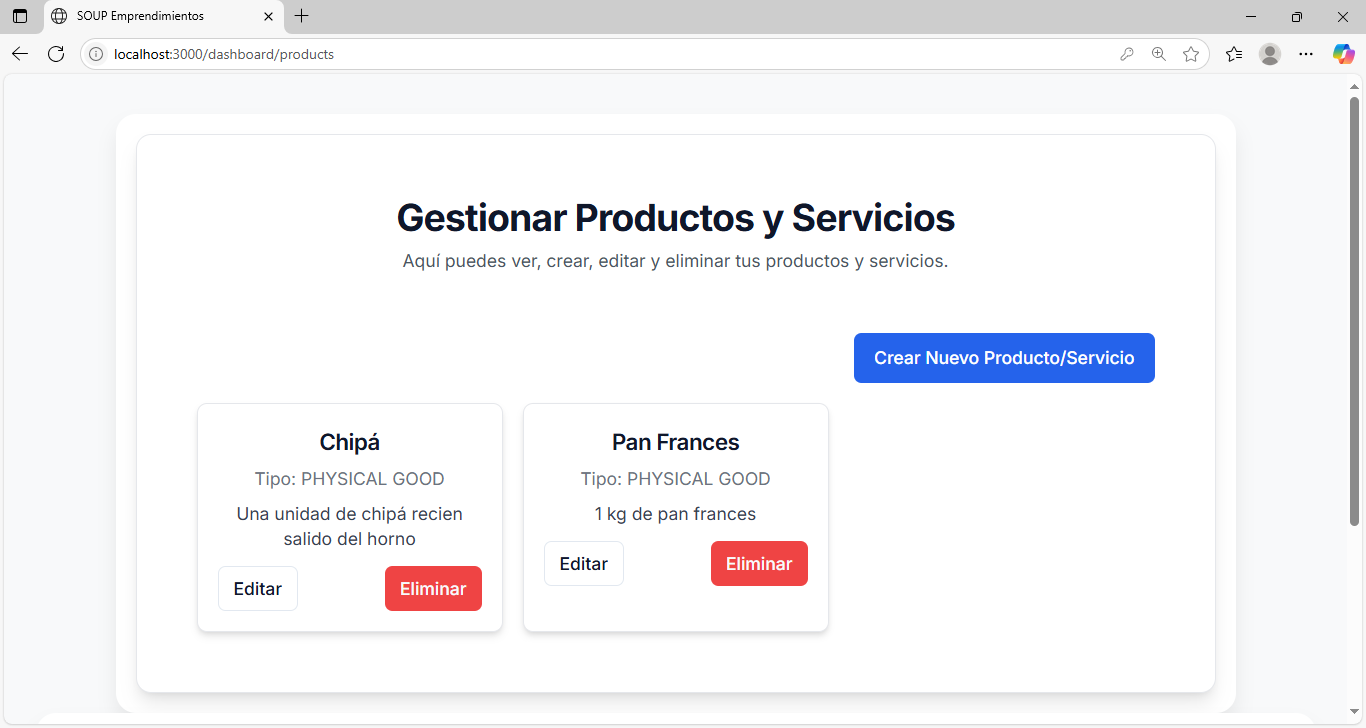 SOUP Emprendimientos
localhost:3000/dashboard/products
Gestionar Productos y Servicios
Aquí puedes ver, crear, editar y eliminar tus productos y servicios.
Crear Nuevo Producto/Servicio
Chipá
Tipo: PHYSICAL GOOD
Una unidad de chipá recien
salido del horno
Editar
Eliminar
Pan Frances
Tipo: PHYSICAL GOOD
1 kg de pan frances
Editar
Eliminar